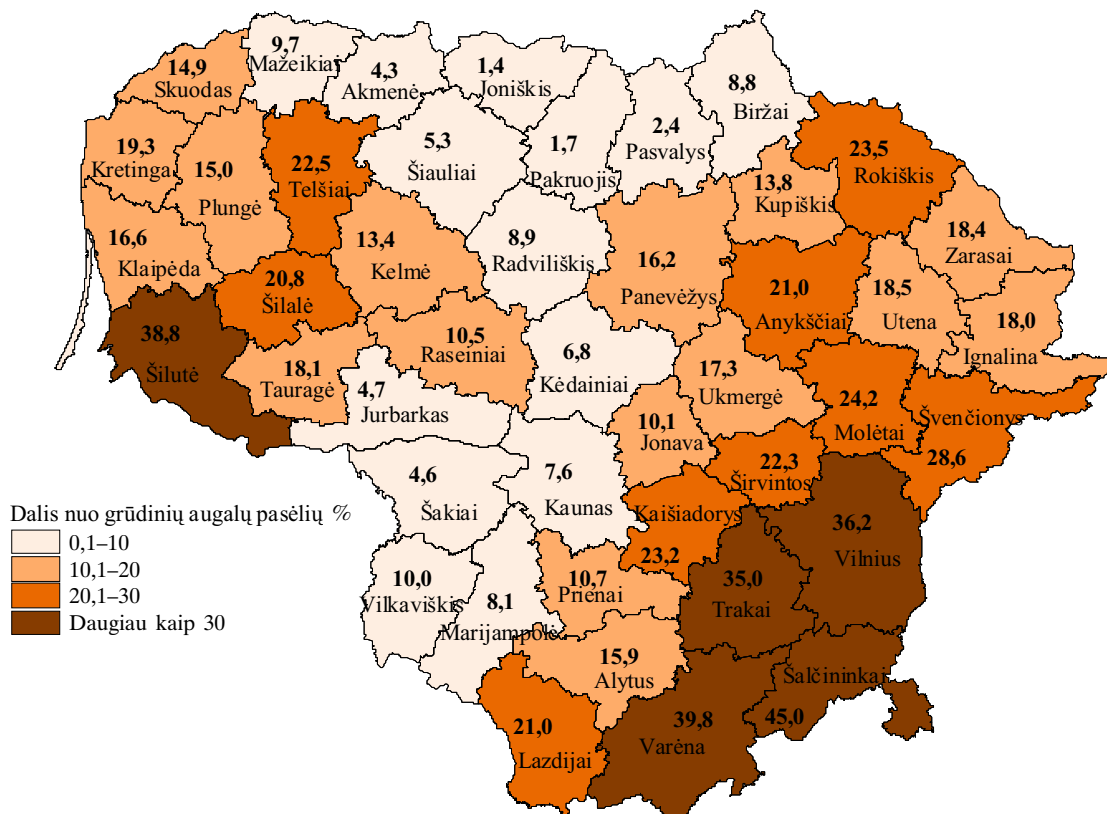 9,7
Mažeikiai
14,9
Skuodas
4,3
Akmenė
1,4
Joniškis
8,8
Biržai
5,3
Šiauliai
1,7
Pakruojis
2,4
Pasvalys
19,3
Kretinga
15,0
Plungė
22,5
Telšiai
23,5
Rokiškis
13,8
Kupiškis
18,4
Zarasai
16,6
Klaipėda
13,4
Kelmė
8,9
Radviliškis
16,2
Panevėžys
20,8
Šilalė
21,0
Anykščiai
18,5
Utena
18,0
Ignalina
38,8
Šilutė
18,1
Tauragė
10,5
Raseiniai
6,8
Kėdainiai
17,3
Ukmergė
4,7
Jurbarkas
10,1
Jonava
24,2
Molėtai
Švenčionys
28,6
22,3
Širvintos
4,6
Šakiai
7,6
Kaunas
Kaišiadorys
23,2
36,2
Vilnius
Dalis nuo grūdinių augalų pasėlių %
0,1–10
10,1–20
20,1–30
Daugiau kaip 30
10,0
Vilkaviškis
8,1
Marijampolė
10,7
Prienai
35,0
Trakai
15,9
Alytus
Šalčininkai
45,0
21,0
Lazdijai
39,8
Varėna